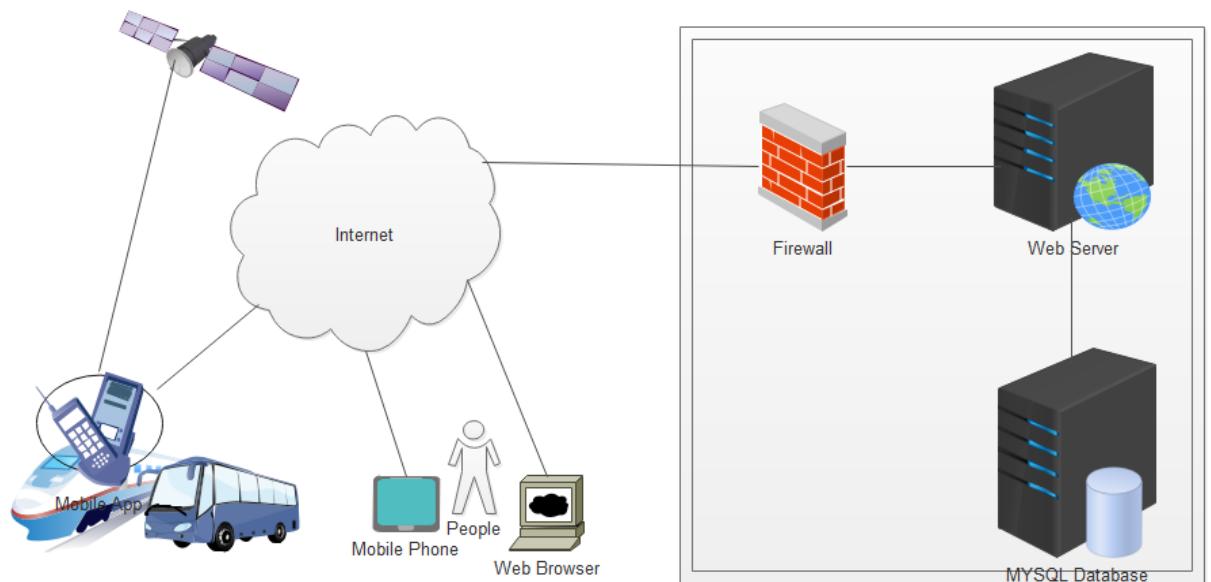 Internet
Firewall
Web Server
Mobile App
People
Mobile Phone
Web Browser
MYSQL Database